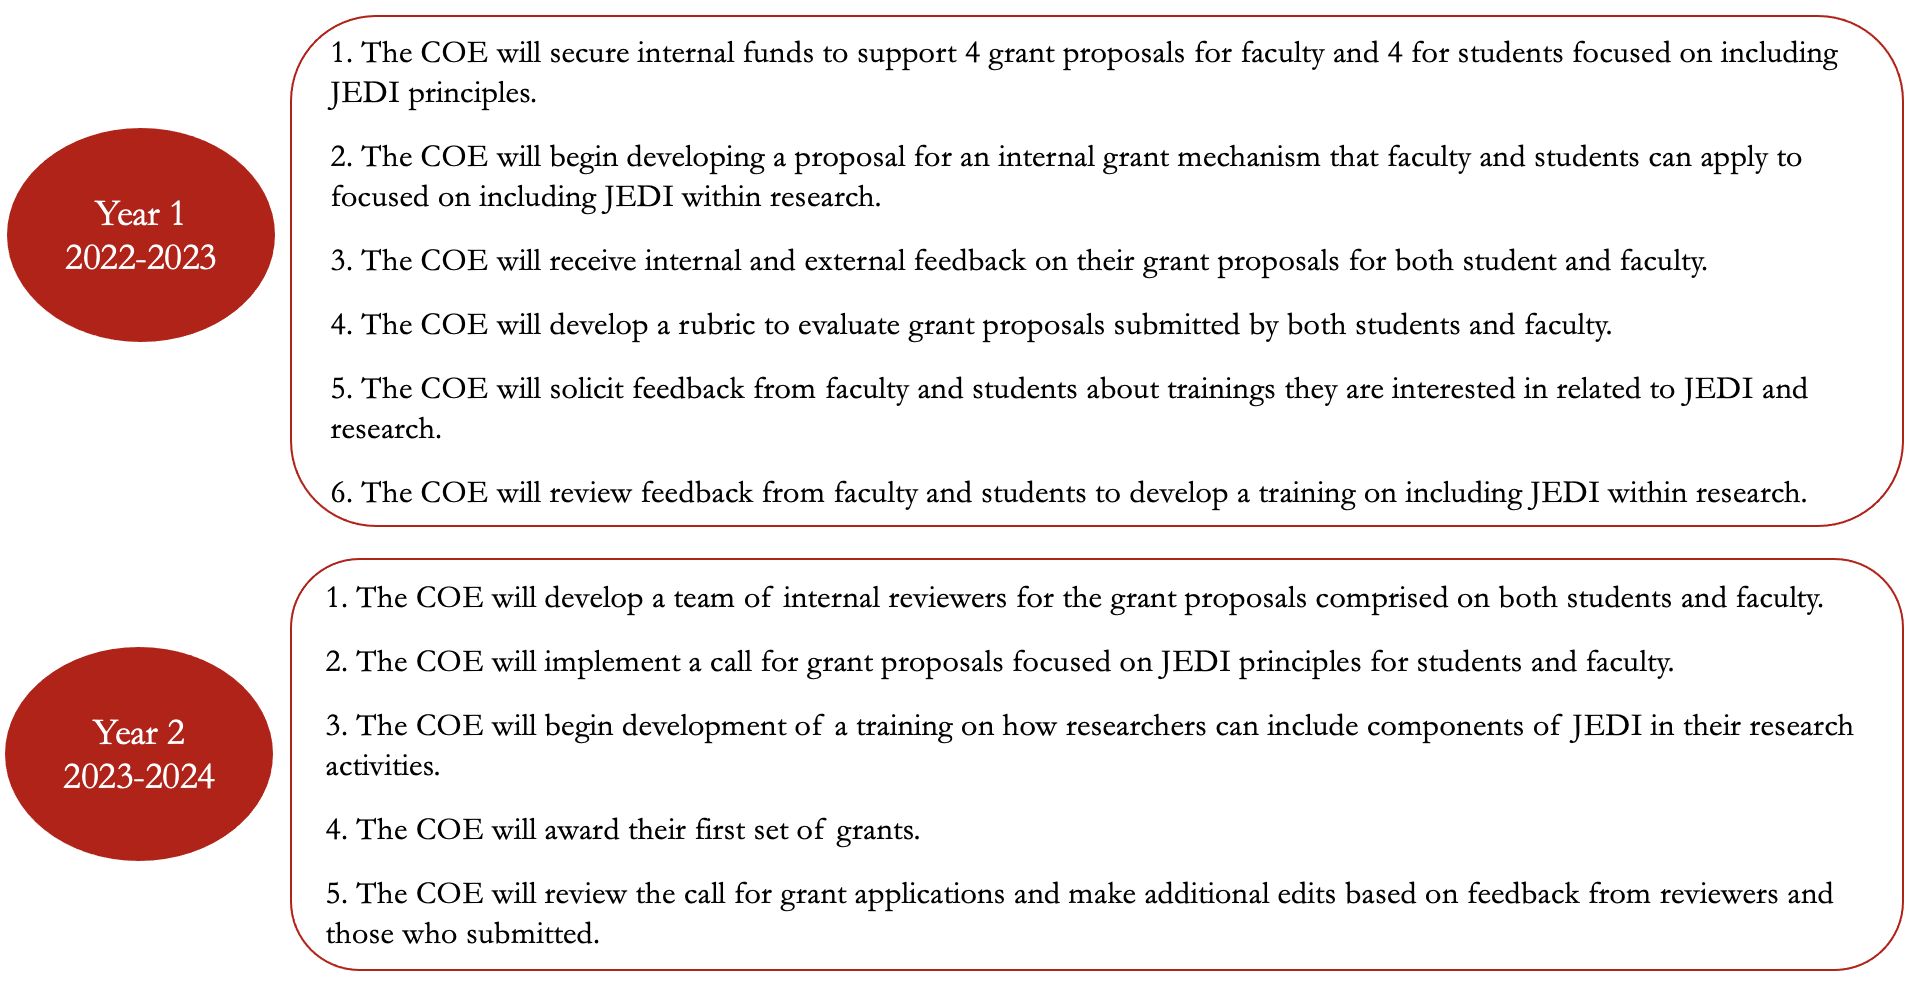 Year 1
2022-2023
1. The COE will secure internal funds to support 4 grant proposals for faculty and 4 for students focused on including
JEDI principles.
2. The COE will begin developing a proposal for an internal grant mechanism that faculty and students can apply to
focused on including JEDI within research.
3. The COE will receive internal and external feedback on their grant proposals for both student and faculty.
4. The COE will develop a rubric to evaluate grant proposals submitted by both students and faculty.
5. The COE will solicit feedback from faculty and students about trainings they are interested in related to JEDI and
research.
6. The COE will review feedback from faculty and students to develop a training on including JEDI within research.
Year 2
2023-2024
1. The COE will develop a team of internal reviewers for the grant proposals comprised on both students and faculty.
2. The COE will implement a call for grant proposals focused on JEDI principles for students and faculty.
3. The COE will begin development of a training on how researchers can include components of JEDI in their research
activities.
4. The COE will award their first set of grants.
5. The COE will review the call for grant applications and make additional edits based on feedback from reviewers and
those who submitted.